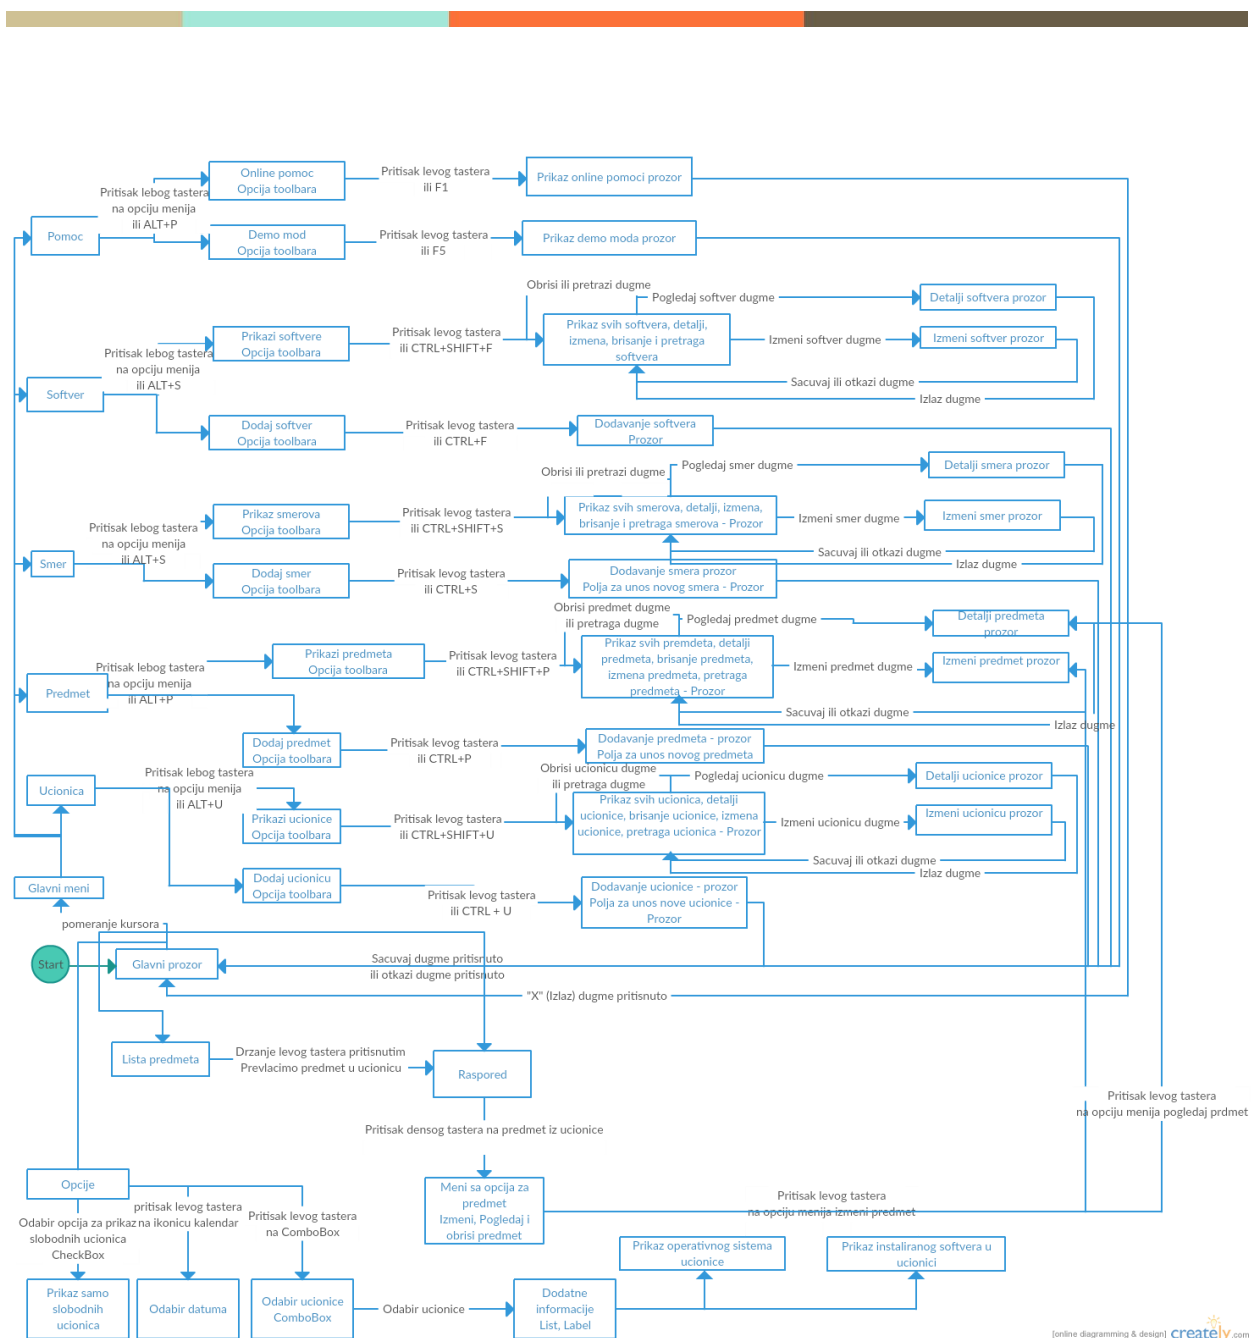 Online pomoc
Opcija toolbara
Pritisak levog tastera
ili F1
Prikaz online pomoci prozor
Pritisak lebog tastera
na opciju menija
ili ALT+P
Pomoc
Demo mod
Opcija toolbara
Pritisak levog tastera
ili F5
Prikaz demo moda prozor
Obrisi ili pretrazi dugme
Pogledaj softver dugme
Detalji softvera prozor
Prikazi softvere
Opcija toolbara
Pritisak levog tastera
ili CTRL+SHIFT+F
Prikaz svih softvera, detalji,
izmena, brisanje i pretraga
softvera
Izmeni softver dugme
Izmeni softver prozor
Pritisak lebog tastera
na opciju menija
ili ALT+S
Softver
Sacuvaj ili otkazi dugme
Izlaz dugme
Dodaj softver
Opcija toolbara
Pritisak levog tastera
ili CTRL+F
Dodavanje softvera
Prozor
Obrisi ili pretrazi dugme
Pogledaj smer dugme
Detalji smera prozor
Prikaz smerova
Opcija toolbara
Pritisak levog tastera
ili CTRL+SHIFT+S
Prikaz svih smerova, detalji, izmena,
brisanje i pretraga smerova - Prozor
Izmeni smer dugme
Izmeni smer prozor
Pritisak lebog tastera
na opciju menija
ili ALT+S
Smer
Sacuvaj ili otkazi dugme
Izlaz dugme
Dodaj smer
Opcija toolbara
Pritisak levog tastera
ili CTRL+S
Dodavanje smera prozor
Polja za unos novog smera - Prozor
Obrisi predmet dugme
ili pretraga dugme
Pogledaj predmet dugme
Detalji predmeta
prozor
Prikazi predmeta
Opcija toolbara
Pritisak levog tastera
ili CTRL+SHIFT+P
Prikaz svih premdeta, detalji
predmeta, brisanje predmeta,
izmena predmeta, pretraga
predmeta - Prozor
Izmeni predmet dugme
Izmeni predmet prozor
Pritisak lebog tastera
na opciju menija
ili ALT+P
Predmet
Sacuvaj ili otkazi dugme
Izlaz dugme
Dodaj predmet
Opcija toolbara
Pritisak levog tastera
ili CTRL+P
Dodavanje predmeta - prozor
Polja za unos novog predmeta
Obrisi ucionicu dugme
ili pretraga dugme
Pogledaj ucionicu dugme
Detalji ucionice prozor
Pritisak lebog tastera
na opciju menija
ili ALT+U
Ucionica
Prikazi ucionice
Opcija toolbara
Pritisak levog tastera
ili CTRL+SHIFT+U
Prikaz svih ucionica, detalji
ucionice, brisanje ucionice, izmena
ucionice, pretraga ucionica - Prozor
Izmeni ucionicu dugme
Izmeni ucionicu prozor
Sacuvaj ili otkazi dugme
Izlaz dugme
Glavni meni
Dodaj ucionicu
Opcija toolbara
Pritisak levog tastera
ili CTRL + U
Dodavanje ucionice - prozor
Polja za unos nove ucionice -
Prozor
pomeranje kursora
Start
Glavni prozor
Sacuvaj dugme pritisnuto
ili otkazi dugme pritisnuto
"X" (Izlaz) dugme pritisnuto
Lista predmeta
Drzanje levog tastera pritisnutim
Prevlacimo predmet u ucionicu
Raspored
Pritisak levog tastera
na opciju menija pogledaj prdmet
Pritisak densog tastera na predmet iz ucionice
Opcije
Meni sa opcija za
predmet
Izmeni, Pogledaj i
obrisi predmet
Pritisak levog tastera
na opciju menija izmeni predmet
Odabir opcija za prikaz
slobodnih ucionica
CheckBox
pritisak levog tastera
na ikonicu kalendar
Pritisak levog tastera
na ComboBox
Prikaz operativnog sistema
ucionice
Prikaz instaliranog softvera u
ucionici
Prikaz samo
slobodnih
ucionica
Odabir datuma
Odabir ucionice
ComboBox
Odabir ucionice
Dodatne
informacije
List, Label
[online diagramming & design] creately.com